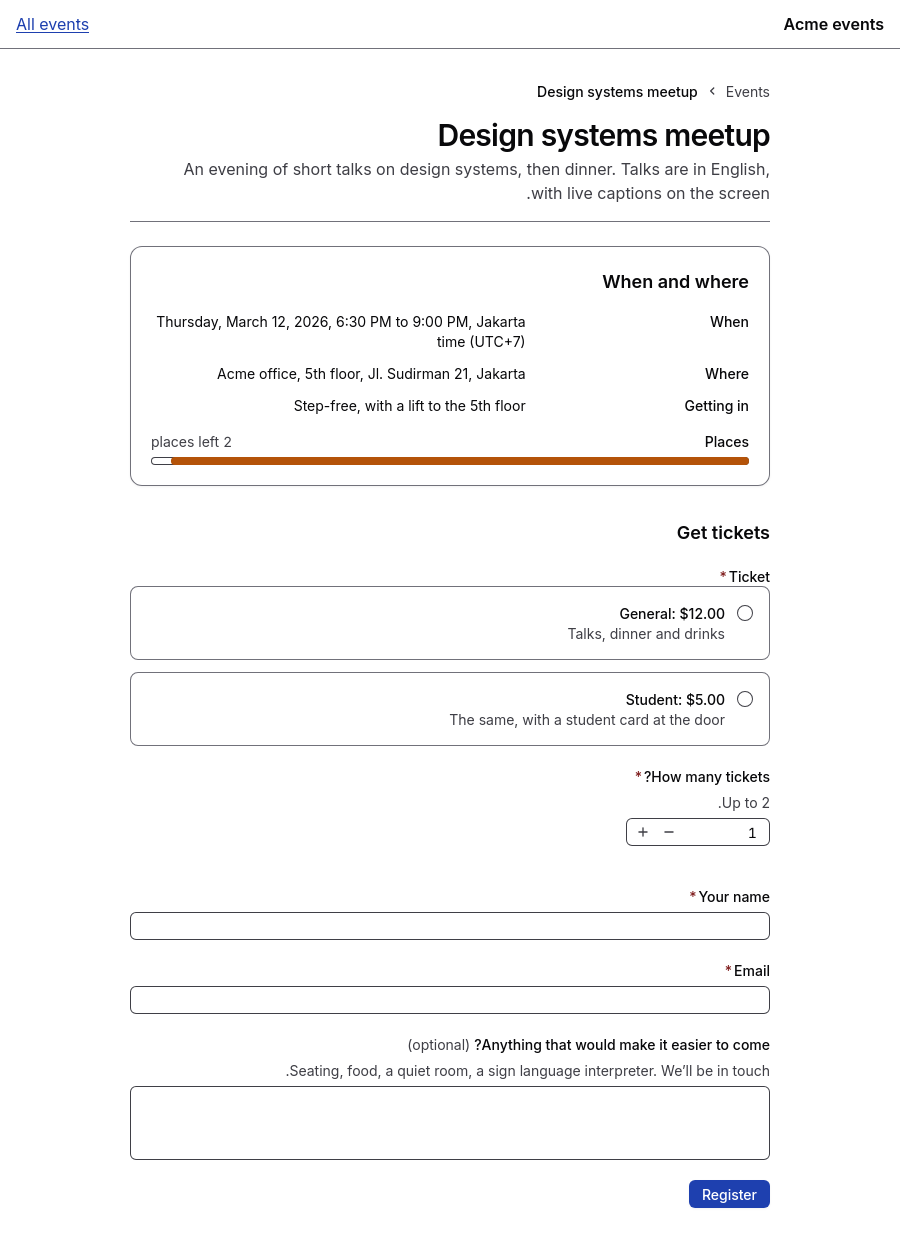 Acme events
All events
Events
Design systems meetup
Design systems meetup
An evening of short talks on design systems, then dinner. Talks are in English,
.with live captions on the screen
When and where
When
Thursday, March 12, 2026, 6:30 PM to 9:00 PM, Jakarta
time (UTC+7)
Where
Acme office, 5th floor, Jl. Sudirman 21, Jakarta
Getting in
Step-free, with a lift to the 5th floor
Places
places left 2
Get tickets
* Ticket
General: $12.00
Talks, dinner and drinks
Student: $5.00
The same, with a student card at the door
* ?How many tickets
.Up to 2
+ − 1
* Your name
* Email
(optional) ?Anything that would make it easier to come
.Seating, food, a quiet room, a sign language interpreter. We’ll be in touch
Register